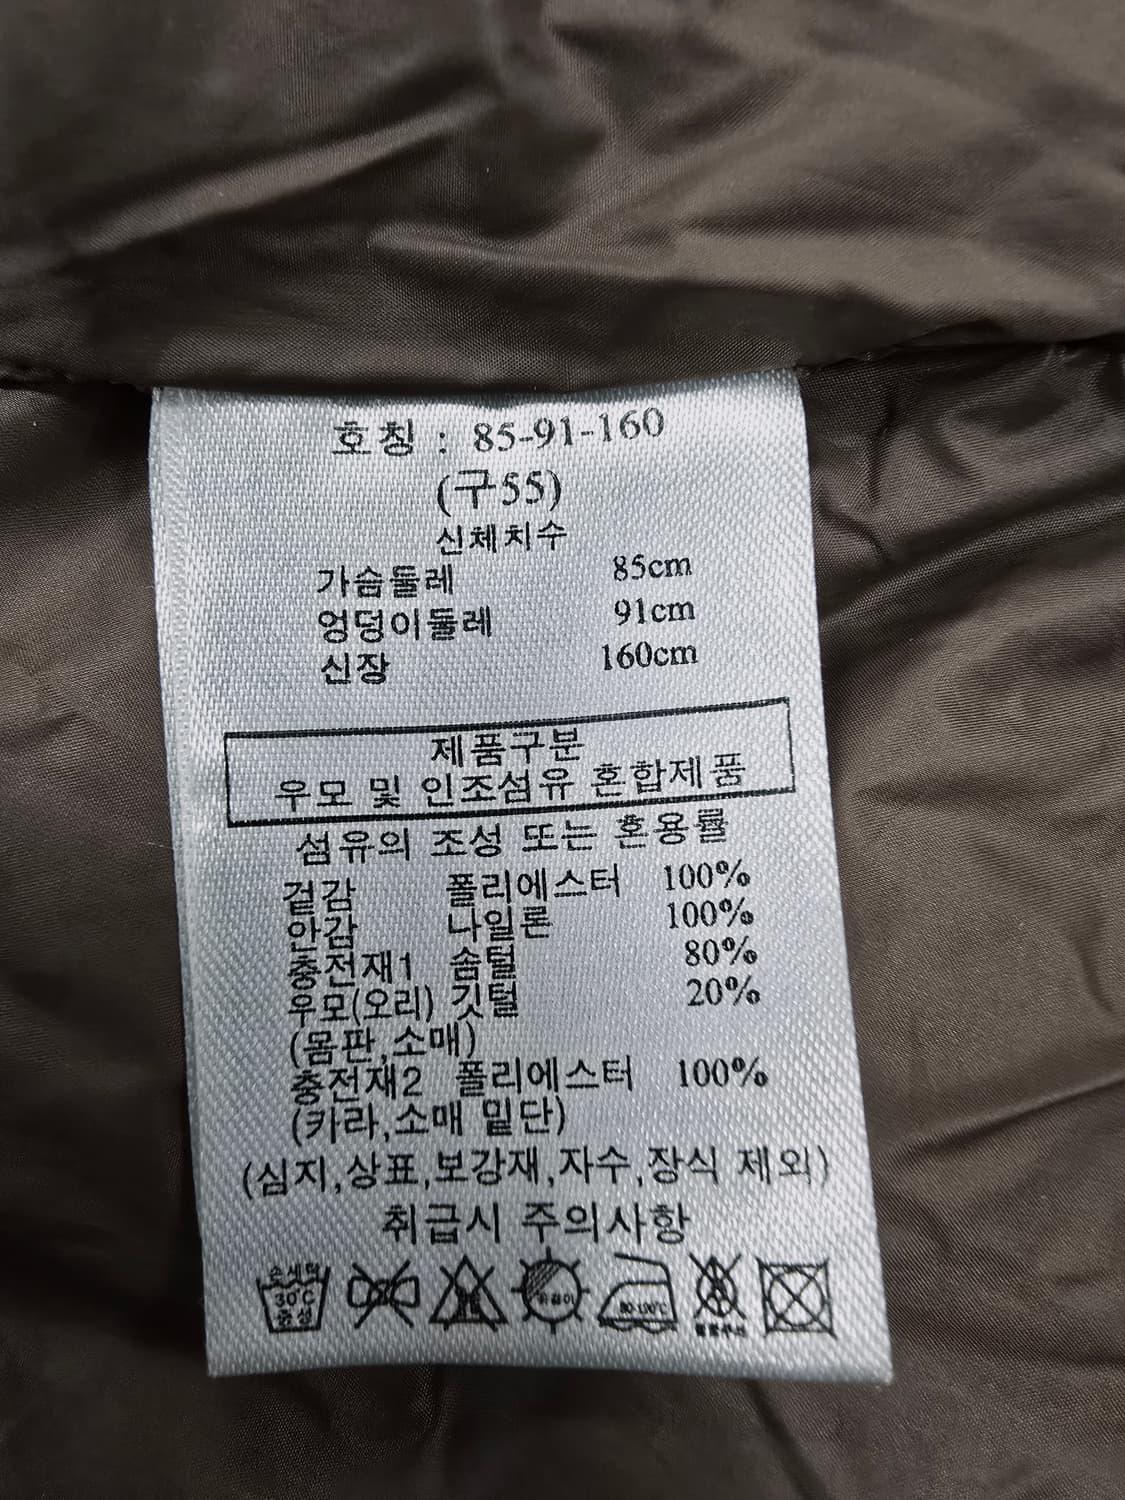 호칭 : 85-91-160
(구55)
신체치수
가슴둘레 85cm
엉덩이둘레 91cm
신장 160cm
제품구분
우모 및 인조섬유 혼합제품
섬유의 조성 또는 혼용률
겉감 폴리에스터 100%
안감 나일론 100%
충전재1 솜털 80%
우모(오리) 깃털 20%
(몸판,소매)
충전재2 폴리에스터 100%
(카라,소매 밑단)
(심지,상표,보강재,자수,장식 제외)
취급시 주의사항
손세탁
30℃
중성